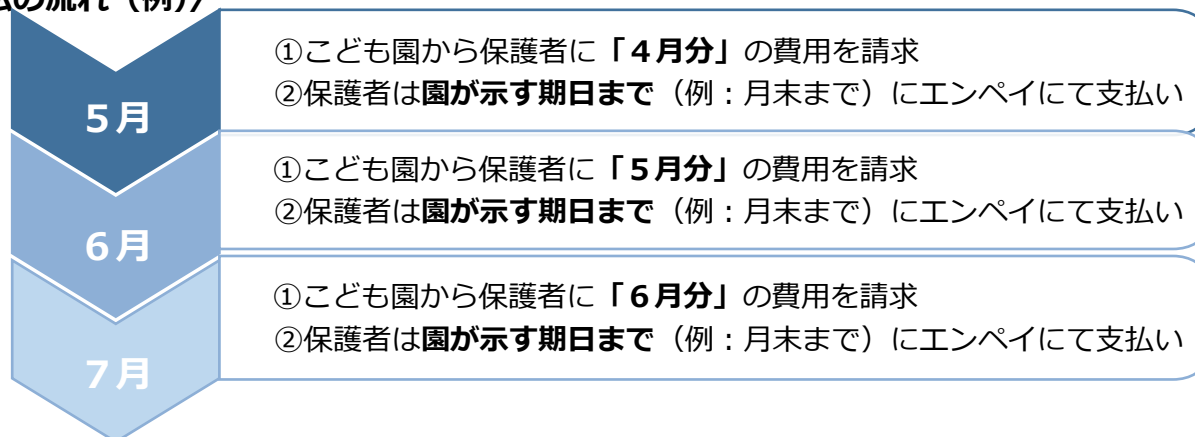 の流れ（例）〉
5月
①こども園から保護者に「４月分」の費用を請求
②保護者は園が示す期日まで（例：月末まで）にエンペイにて支払い
6月
①こども園から保護者に「５月分」の費用を請求
②保護者は園が示す期日まで（例：月末まで）にエンペイにて支払い
7月
①こども園から保護者に「６月分」の費用を請求
②保護者は園が示す期日まで（例：月末まで）にエンペイにて支払い